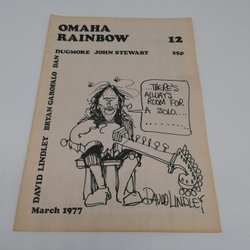 OMAHA
RAINBOW 12
DUGMORE JOHN STEWART 25p
DAVID LINDLEY BRYAN GAROFALO DAN
THERE'S
ALWAYS
ROOM FOR
A SOLO....
DAVID LINDLEY
March 1977